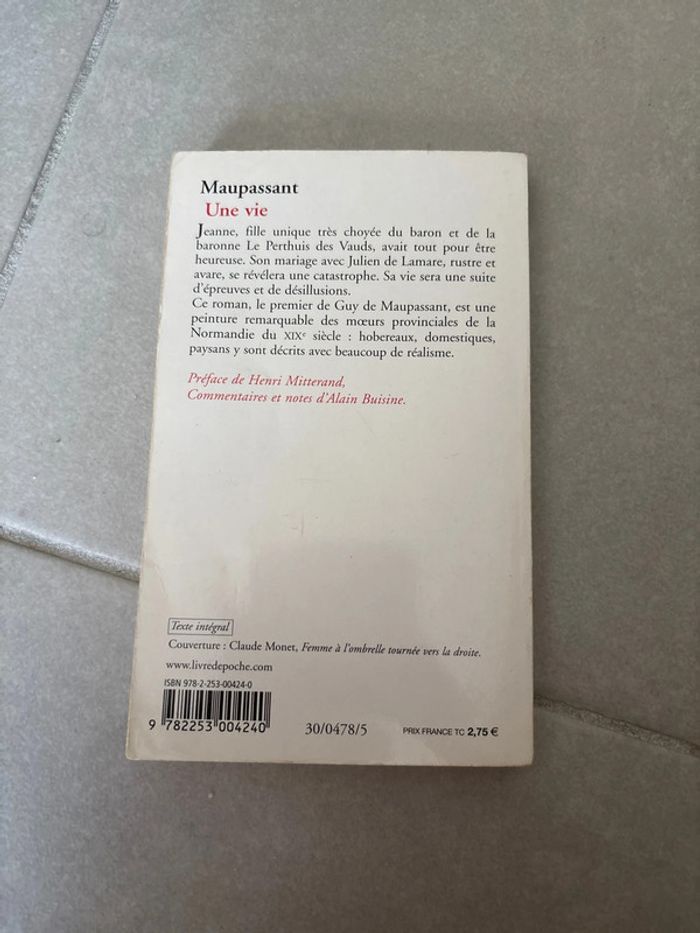 Maupassant
Une vie
Jeanne, fille unique très choyée du baron et de la
baronne Le Perthuis des Vauds, avait tout pour être
heureuse. Son mariage avec Julien de Lamare, rustre et
avare, se révélera une catastrophe. Sa vie sera une suite
d'épreuves et de désillusions.
Ce roman, le premier de Guy de Maupassant, est une
peinture remarquable des mœurs provinciales de la
Normandie du XIXe siècle : hobereaux, domestiques,
paysans y sont décrits avec beaucoup de réalisme.
Préface de Henri Mitterand,
Commentaires et notes d'Alain Buisine.
Texte intégral
Couverture : Claude Monet, Femme à l'ombrelle tournée vers la droite.
www.livredepoche.com
ISBN 978-2-253-00424-0
9 782253 004240
30/0478/5
PRIX FRANCE TC 2,75 €